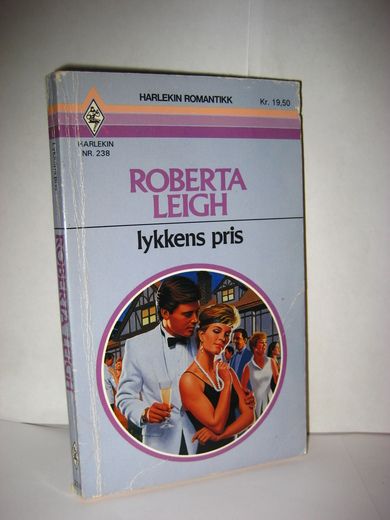 HARLEKIN ROMANTIKK
Kr. 19,50
HARLEKIN
NR. 238
ROBERTA
LEIGH
lykkens pris
ROBERTA LEIGH